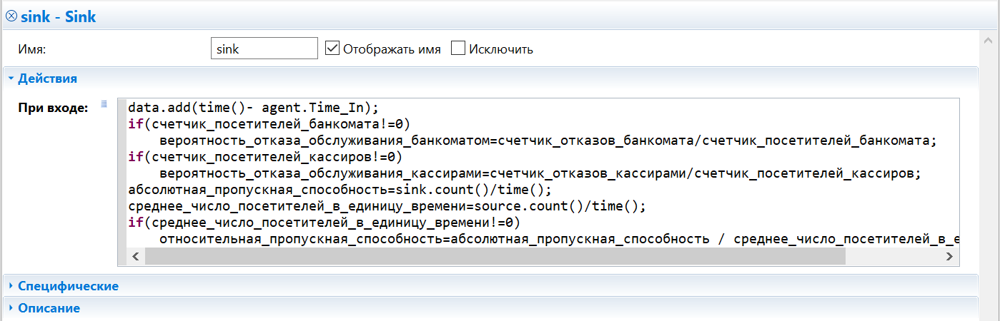 sink - Sink
Имя: sink Отображать имя Исключить
Действия
При входе:
data.add(time()- agent.Time_In);
if(счетчик_посетителей_банкомата!=0)
вероятность_отказа_обслуживания_банкоматом=счетчик_отказов_банкомата/счетчик_посетителей_банкомата;
if(счетчик_посетителей_кассиров!=0)
вероятность_отказа_обслуживания_кассирами=счетчик_отказов_кассирами/счетчик_посетителей_кассиров;
абсолютная_пропускная_способность=sink.count()/time();
среднее_число_посетителей_в_единицу_времени=source.count()/time();
if(среднее_число_посетителей_в_единицу_времени!=0)
относительная_пропускная_способность=абсолютная_пропускная_способность / среднее_число_посетителей_в_е
Специфические
Описание